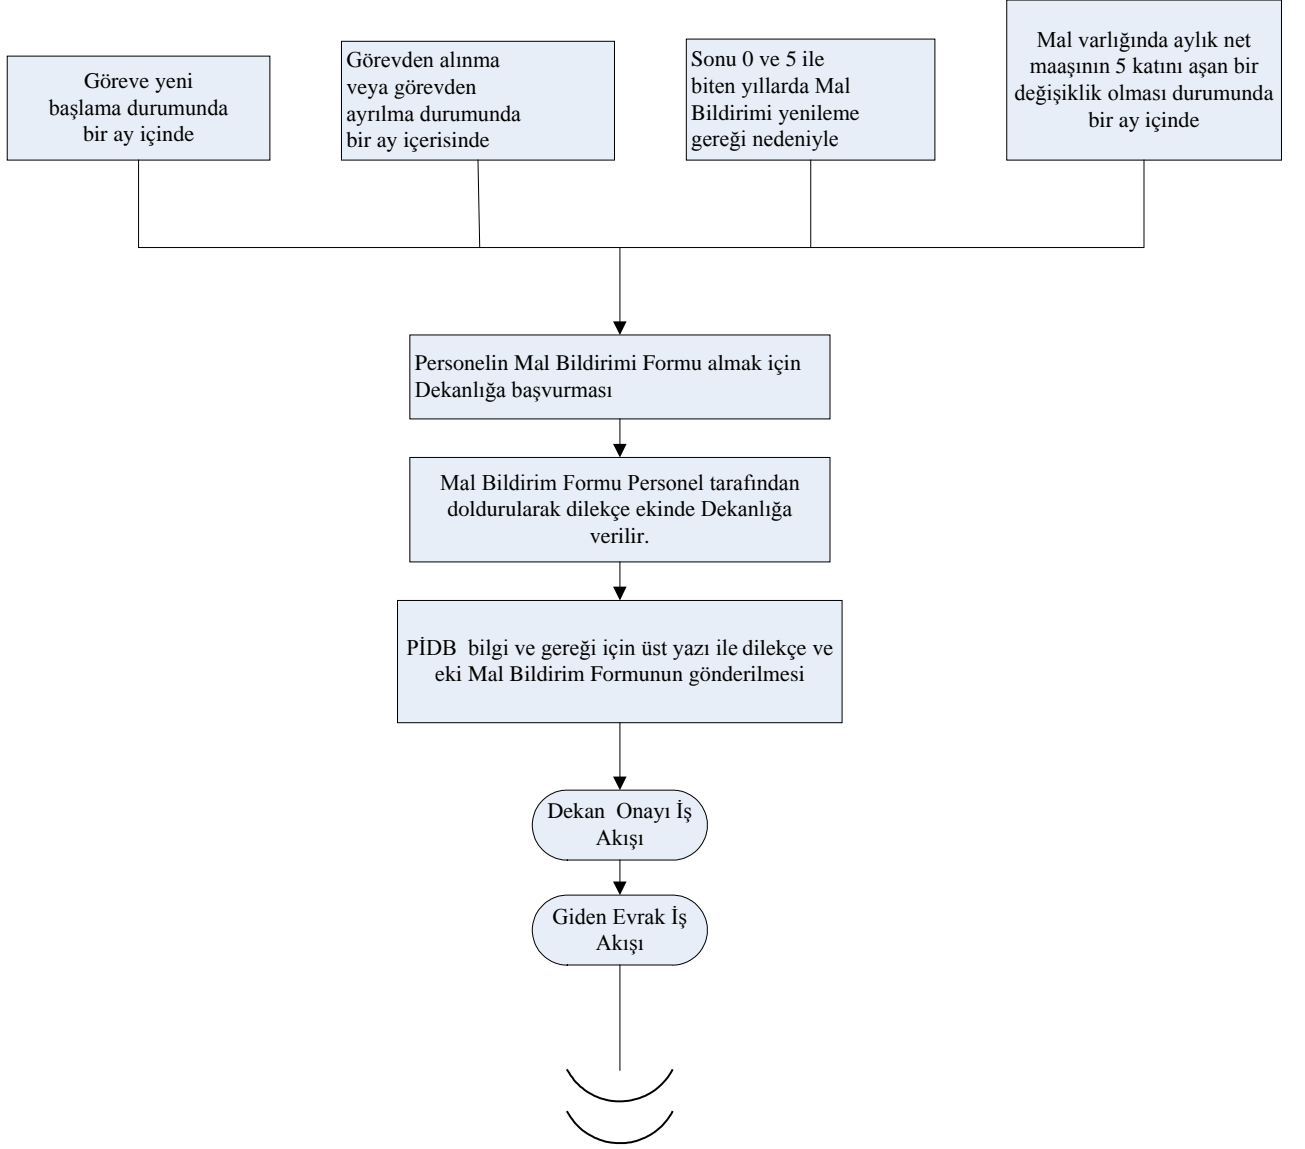 Göreve yeni
başlama durumunda
bir ay içinde
Görevden alınma
veya görevden
ayrılma durumunda
bir ay içerisinde
Sonu 0 ve 5 ile
biten yıllarda Mal
Bildirimi yenileme
gereği nedeniyle
Mal varlığında aylık net
maaşının 5 katını aşan bir
değişiklik olması durumunda
bir ay içinde
Personelin Mal Bildirimi Formu almak için
Dekanlığa başvurması
Mal Bildirim Formu Personel tarafından
doldurularak dilekçe ekinde Dekanlığa
verilir.
PİDB  bilgi ve gereği için üst yazı ile dilekçe ve
eki Mal Bildirim Formunun gönderilmesi
Dekan  Onayı İş
Akışı
Giden Evrak İş
Akışı